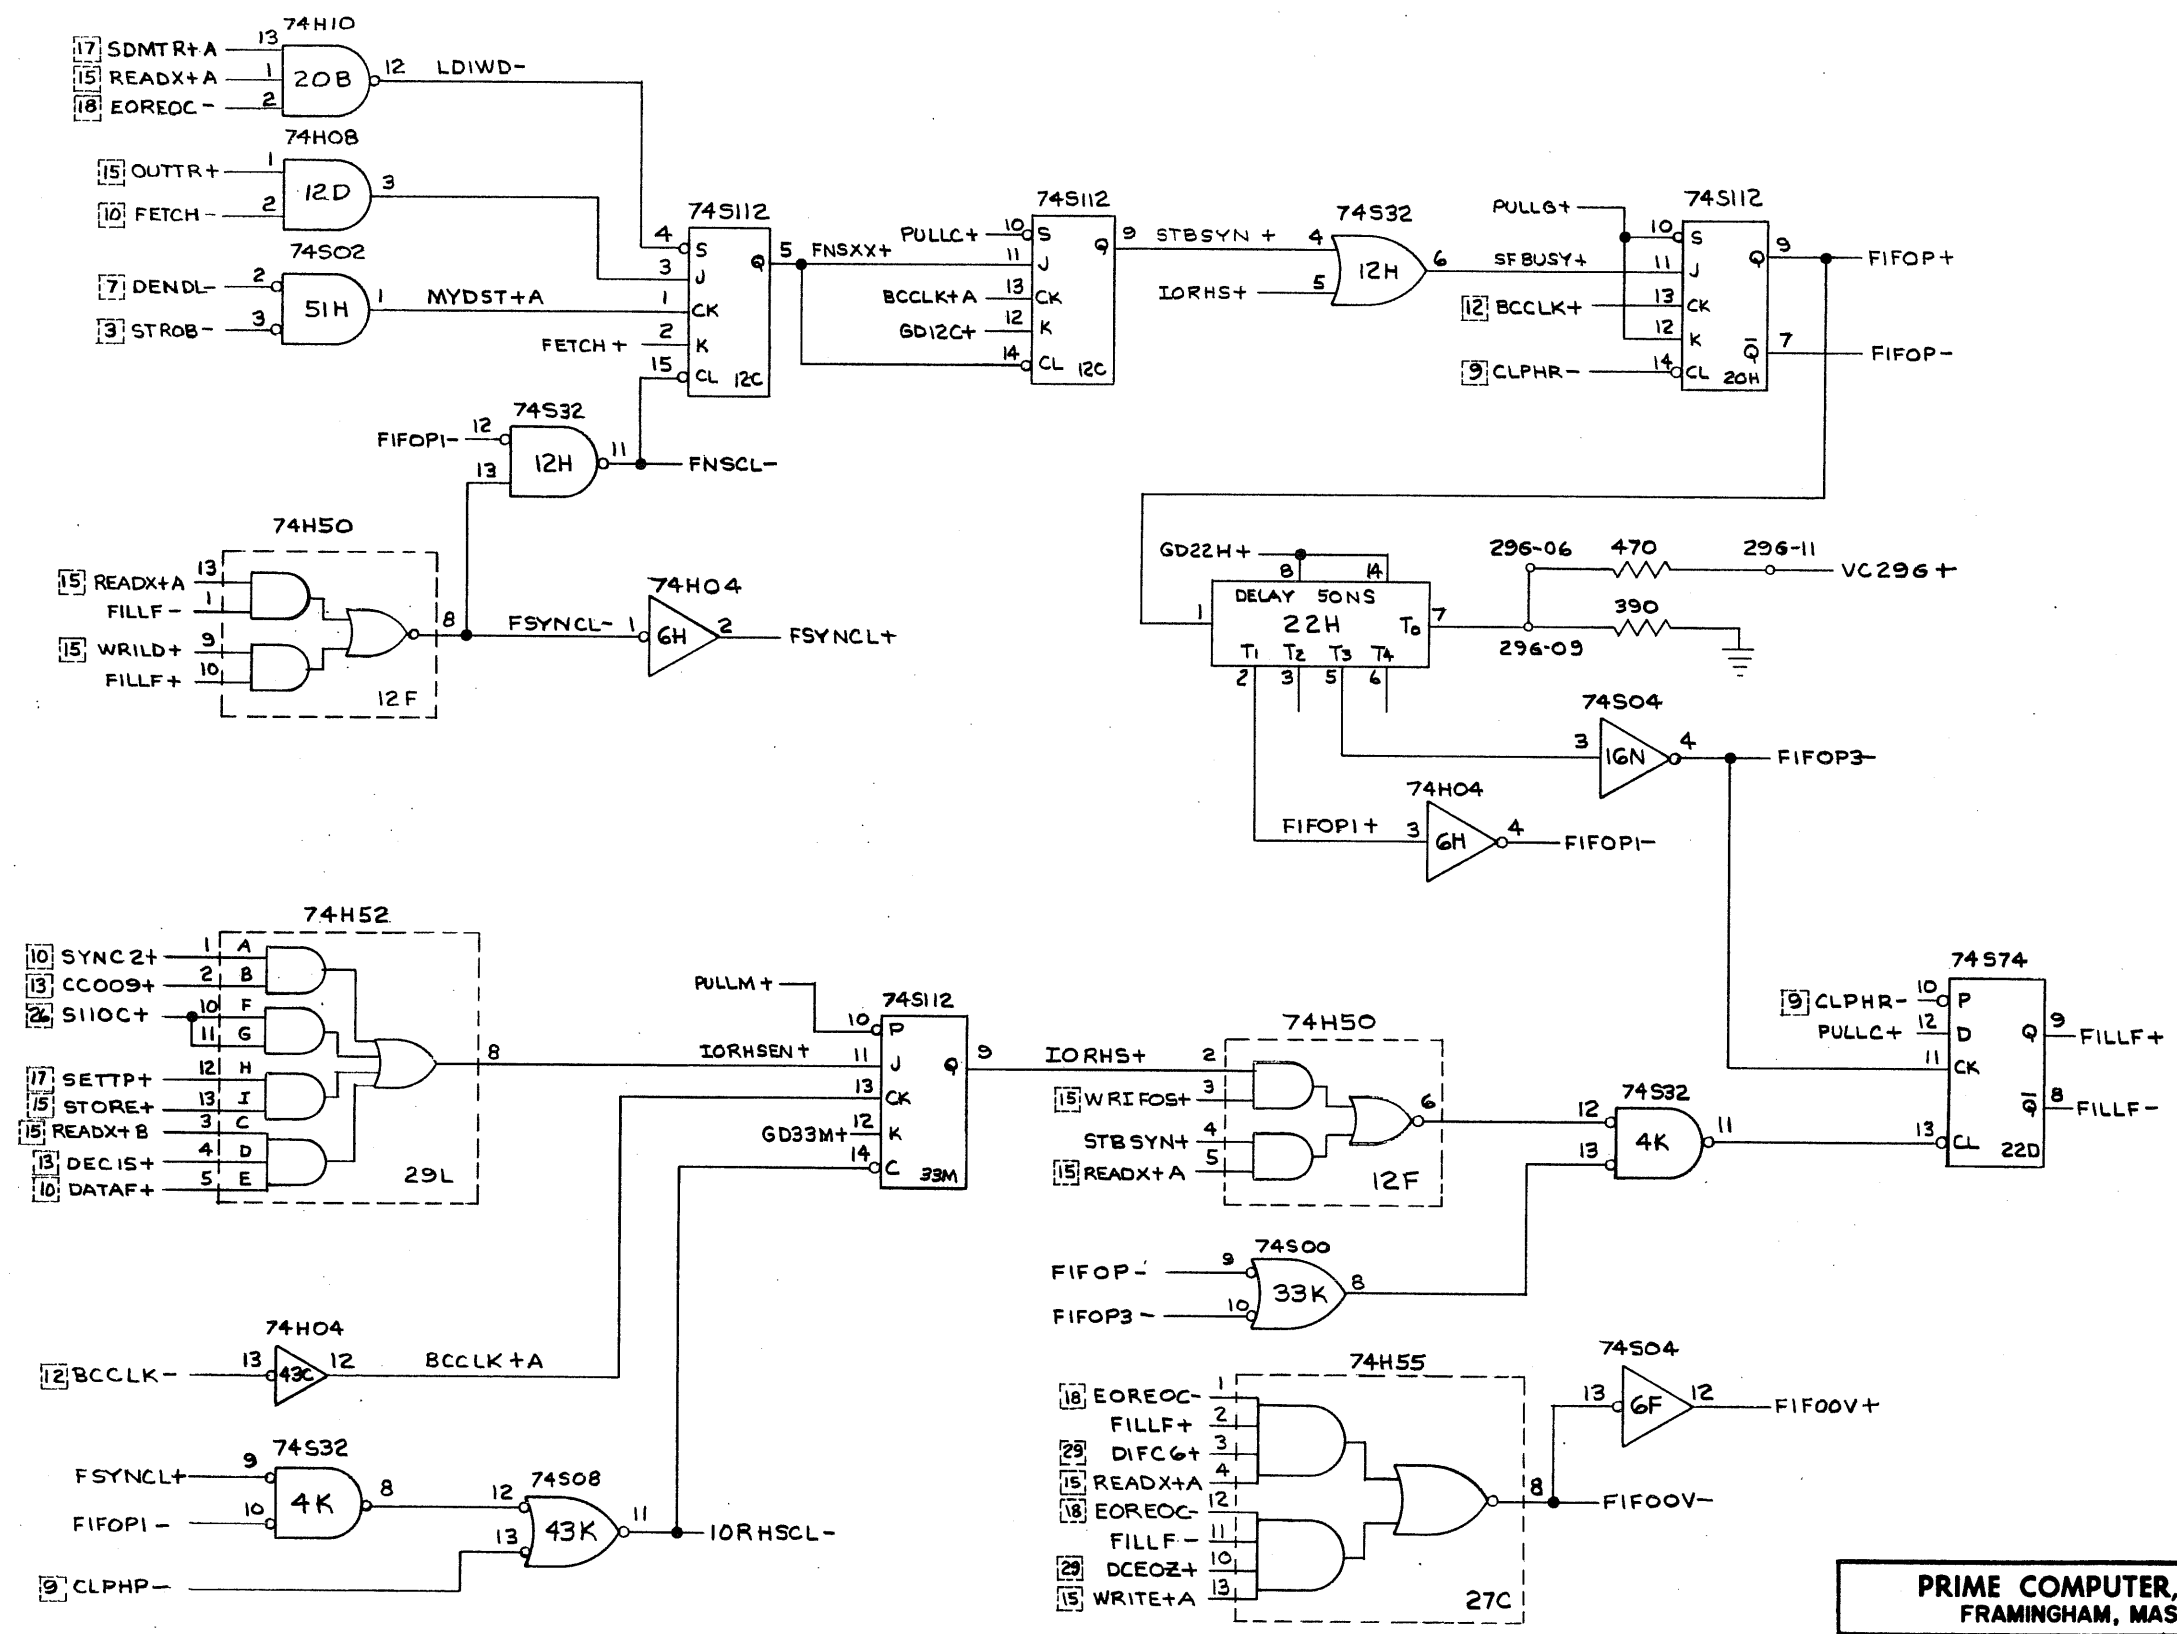 74H10
17 SDMTR+A 13
15 READX+A 1 20B 12 LDIWD-
18 EOREOC- 2
74H08
15 OUTTR+ 1
12D 3
10 FETCH- 2
74S02
7 DENDL- 2
51H 1 MYDST+A
3 STROB- 3
74S112
4 S
3 J Q 5 FNSXX+
1 CK
FETCH+ 2 K
15 CL 12C
74S112
PULLC+ 10 S Q 9 STBSYN+
11 J
BCCLK+A 13 CK
GD12C+ 12 K
14 CL 12C
74S32
4
12H 6 SFBUSY+
IORHS+ 5
74S112
PULLB+
10 S Q 9 FIFOP+
11 J
12 BCCLK+ 13 CK
12 K Q 7 FIFOP-
9 CLPHR- 14 CL 20H
74S32
FIFOP1- 12
12H 11 FNSCL-
13
74H50
15 READX+A 13
FILLF- 1
8 FSYNCL-
15 WRILD+ 9
FILLF+ 10
12F
74H04
1 6H 2 FSYNCL+
GD22H+ 8 14
DELAY 50NS
1 22H T0 7
T1 T2 T3 T4
2 3 5 6
296-06 470 296-11 VC29G+
390
296-09
74S04
3 16N 4 FIFOP3-
74H04
FIFOP1+ 3 6H 4 FIFOP1-
74H52
10 SYNC2+ 1 A
13 CC009+ 2 B
26 S110C+ 10 F
11 G
8 IORHSEN+
17 SETTP+ 12 H
15 STORE+ 13 I
15 READX+B 3 C
13 DEC15+ 4 D
10 DATAF+ 5 E
29L
PULLM+
74S112
10 P
11 J Q 9 IORHS+
13 CK
GD33M+ 12 K
14 C 33M
74H50
2
15 WRIFOS+ 3
6
STBSYN+ 4
15 READX+A 5
12F
74S32
12
4K 11
13
74S74
9 CLPHR- 10 P
PULLC+ 12 D Q 9 FILLF+
11 CK
Q 8 FILLF-
13 CL 22D
74S00
FIFOP- 9
33K 8
FIFOP3- 10
74H04
12 BCCLK- 13 43C 12 BCCLK+A
74S32
FSYNCL+ 9
4K 8
FIFOP1- 10
74S08
12
43K 11 IORHSCL-
13
9 CLPHP-
74H55
18 EOREOC- 1
FILLF+ 2
29 DIFC6+ 3
15 READX+A 4
18 EOREOC- 12
8 FIFOOV-
FILLF- 11
29 DCEOZ+ 10
15 WRITE+A 13
27C
74S04
13 6F 12 FIFOOV+
PRIME COMPUTER,
FRAMINGHAM, MAS